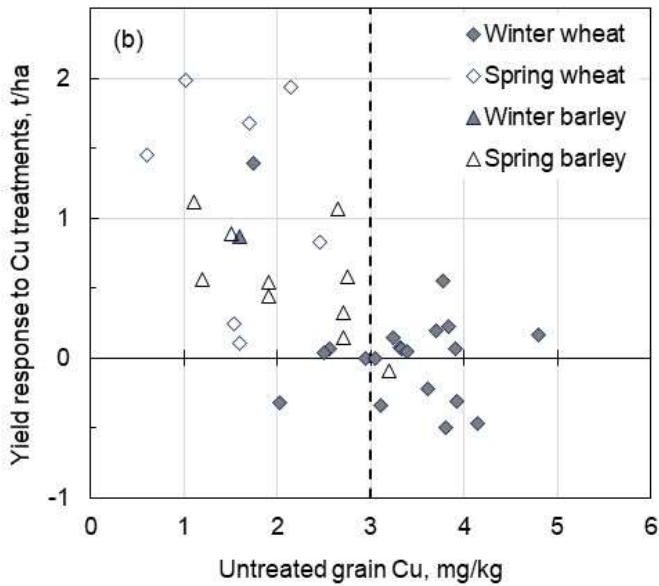 (b)
Winter wheat
Spring wheat
Winter barley
Spring barley
Yield response to Cu treatments, t/ha
2
1
0
-1
0 1 2 3 4 5 6
Untreated grain Cu, mg/kg